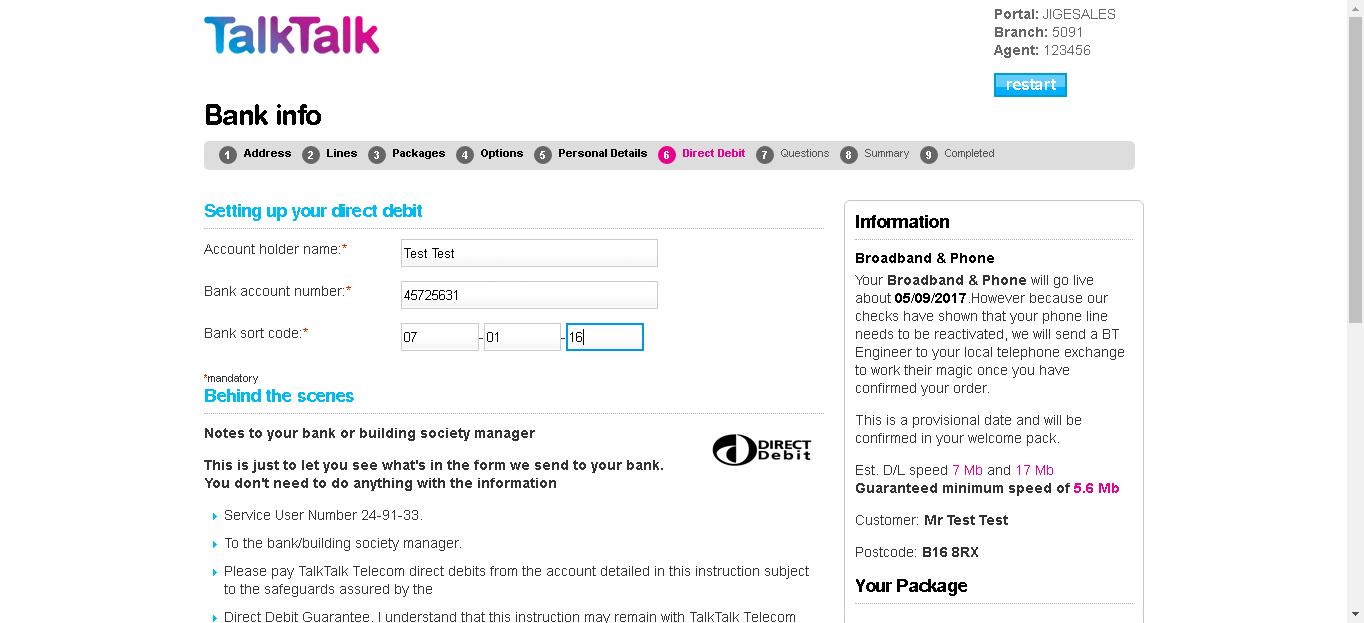 TalkTalk
Portal: JIGESALES
Branch: 5091
Agent: 123456
restart
Bank info
1 Address 2 Lines 3 Packages 4 Options 5 Personal Details 6 Direct Debit 7 Questions 8 Summary 9 Completed
Setting up your direct debit
Account holder name:* Test Test
Bank account number:* 45725631
Bank sort code:* 07 - 01 - 16
*mandatory
Behind the scenes
Notes to your bank or building society manager
DIRECT
Debit
This is just to let you see what's in the form we send to your bank.
You don't need to do anything with the information
Service User Number 24-91-33.
To the bank/building society manager.
Please pay TalkTalk Telecom direct debits from the account detailed in this instruction subject
to the safeguards assured by the
Direct Debit Guarantee. I understand that this instruction may remain with TalkTalk Telecom
Information
Broadband & Phone
Your Broadband & Phone will go live
about 05/09/2017.However because our
checks have shown that your phone line
needs to be reactivated, we will send a BT
Engineer to your local telephone exchange
to work their magic once you have
confirmed your order.
This is a provisional date and will be
confirmed in your welcome pack.
Est. D/L speed 7 Mb and 17 Mb
Guaranteed minimum speed of 5.6 Mb
Customer: Mr Test Test
Postcode: B16 8RX
Your Package